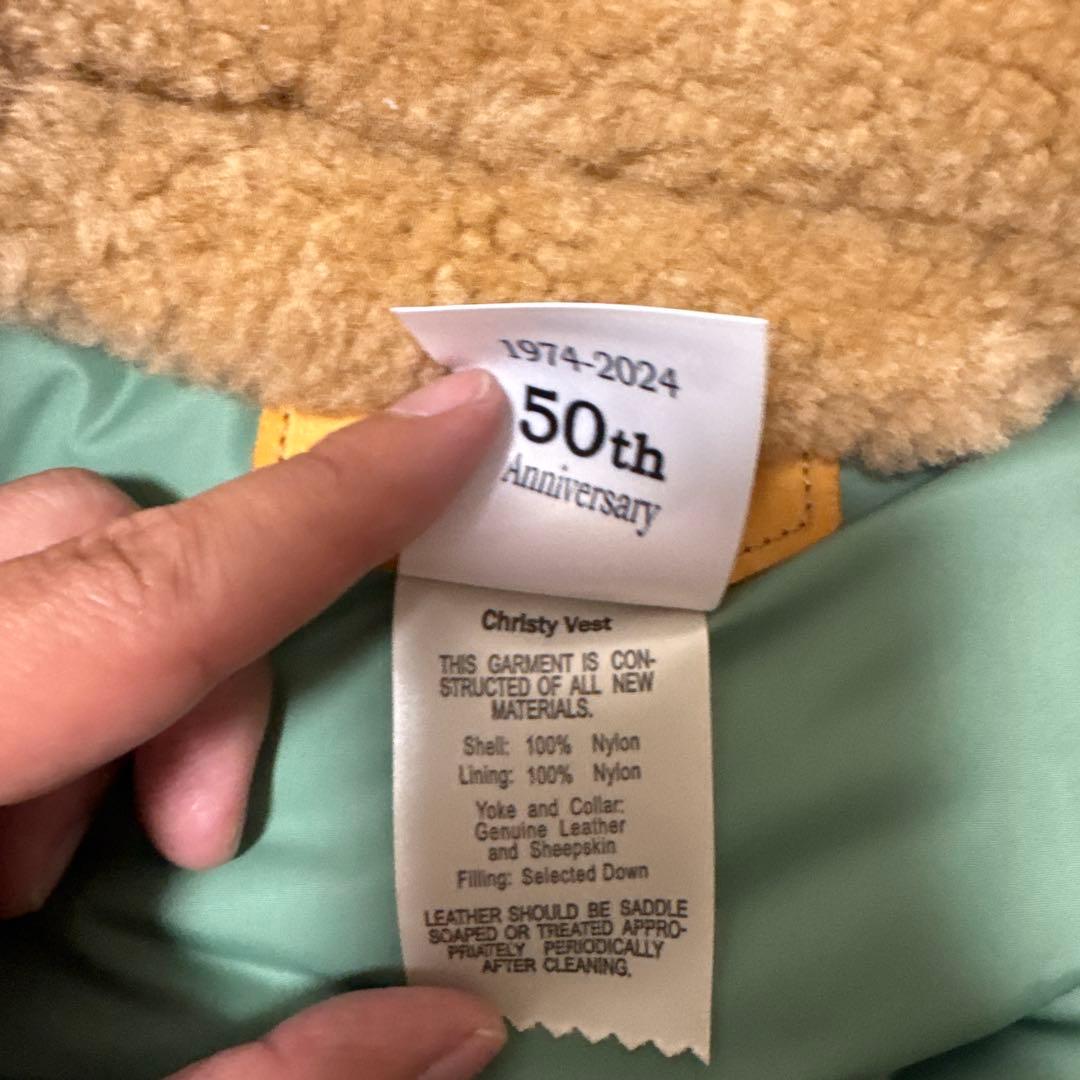 1974-2024
50th
Anniversary
Christy Vest
THIS GARMENT IS CON-
STRUCTED OF ALL NEW
MATERIALS.
Shell: 100% Nylon
Lining: 100% Nylon
Yoke and Collar:
Genuine Leather
and Sheepskin
Filling: Selected Down
LEATHER SHOULD BE SADDLE
SOAPED OR TREATED APPRO-
PRIATELY PERIODICALLY
AFTER CLEANING.